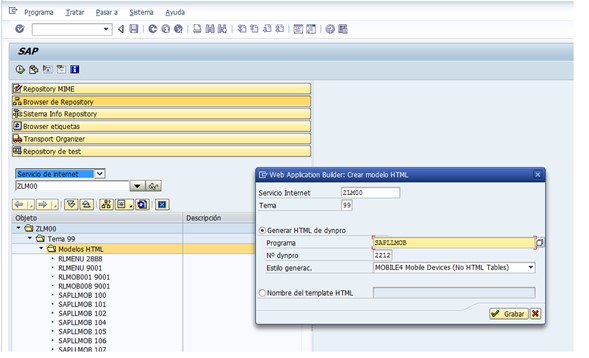 Programa Tratar Pasar a Sistema Ayuda
SAP
Repository MIME
Browser de Repository
Sistema Info Repository
Browser etiquetas
Transport Organizer
Repository de test
Servicio de internet
ZLM00
Objeto Descripción
ZLM00
Tema 99
Modelos HTML
RLMENU 2888
RLMENU 9001
RLMOB001 9001
RLMOB008 9001
SAPLLMOB 100
SAPLLMOB 101
SAPLLMOB 102
SAPLLMOB 104
SAPLLMOB 105
SAPLLMOB 106
SAPLLMOB 107
Web Application Builder: Crear modelo HTML
Servicio Internet ZLM00
Tema 99
Generar HTML de dynpro
Programa SAPLLMOB
Nº dynpro 2212
Estilo generac. MOBILE4 Mobile Devices (No HTML Tables)
Nombre del template HTML
Grabar